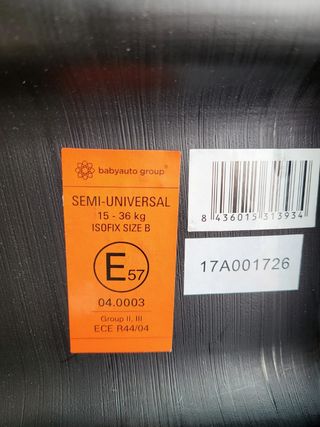 babyauto group
SEMI-UNIVERSAL
15 - 36 kg
ISOFIX SIZE B
E57
04.0003
Group II, III
ECE R44/04
8 436015 313934
17A001726